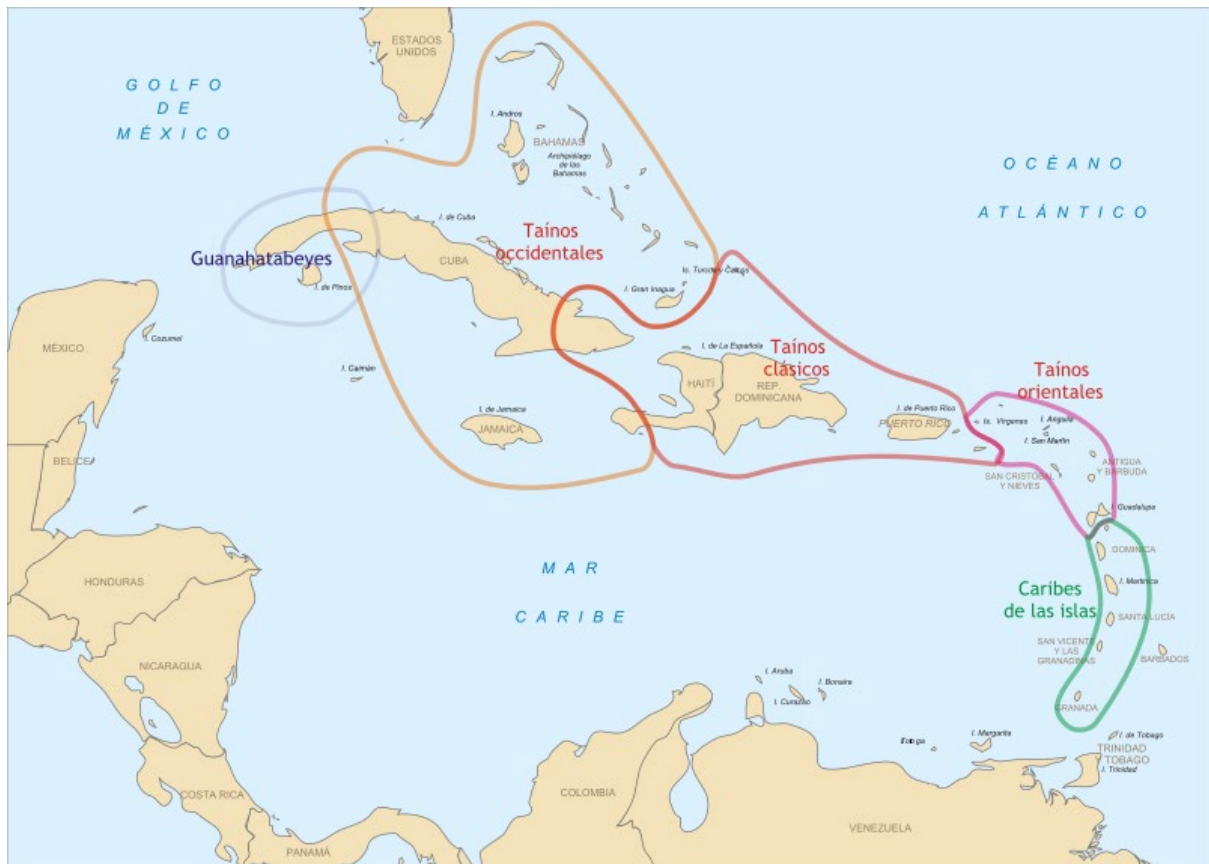 ESTADOS
UNIDOS
GOLFO
DE
MÉXICO
I. Andros
BAHAMAS
Archipiélago
de las
Bahamas
OCÉANO
ATLÁNTICO
I. de Cuba
Taínos
occidentales
Guanahatabeyes
CUBA
I. de Pinos
Is. Turcos y Caicos
I. Gran Inagua
I. Cozumel
MÉXICO
I. Caimán
I. de La Española
Taínos
clásicos
HAITÍ
REP.
DOMINICANA
Taínos
orientales
I. de Jamaica
JAMAICA
I. de Puerto Rico
PUERTO RICO
Is. Vírgenes
I. Anguila
I. San Martín
BELICE
SAN CRISTÓBAL
Y NIEVES
ANTIGUA
Y BARBUDA
I. Guadalupe
DOMINICA
MAR
CARIBE
HONDURAS
Caribes
de las islas
I. Martinica
SANTA LUCÍA
SAN VICENTE
Y LAS
GRANADINAS
BARBADOS
NICARAGUA
I. Aruba
I. Bonaire
I. Curazao
GRANADA
I. Margarita
I. de Tobago
TRINIDAD
Y TOBAGO
I. Trinidad
COSTA RICA
COLOMBIA
VENEZUELA
PANAMÁ